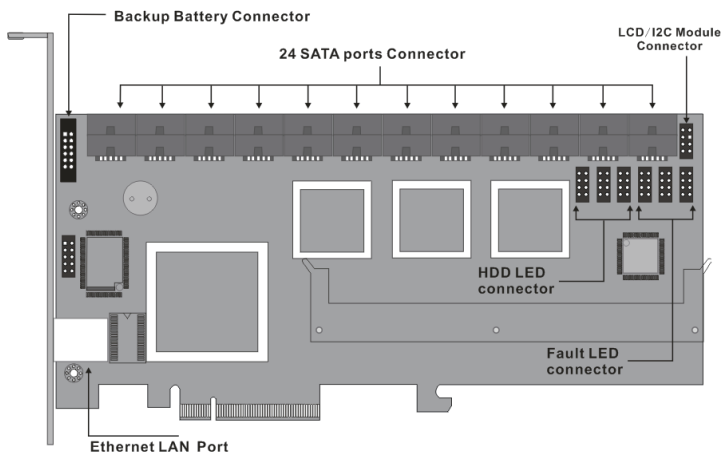 Backup Battery Connector
24 SATA ports Connector
LCD/I2C Module
Connector
HDD LED
connector
Fault LED
connector
Ethernet LAN Port